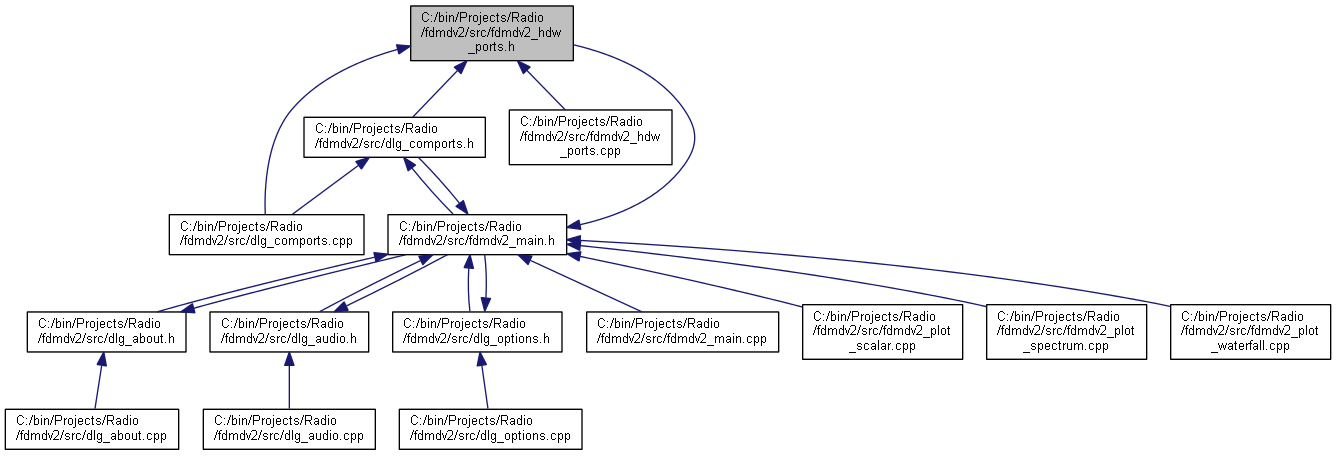 C:/bin/Projects/Radio
/fdmdv2/src/fdmdv2_hdw
_ports.h
C:/bin/Projects/Radio
/fdmdv2/src/dlg_comports.h
C:/bin/Projects/Radio
/fdmdv2/src/fdmdv2_hdw
_ports.cpp
C:/bin/Projects/Radio
/fdmdv2/src/dlg_comports.cpp
C:/bin/Projects/Radio
/fdmdv2/src/fdmdv2_main.h
C:/bin/Projects/Radio
/fdmdv2/src/dlg_about.h
C:/bin/Projects/Radio
/fdmdv2/src/dlg_audio.h
C:/bin/Projects/Radio
/fdmdv2/src/dlg_options.h
C:/bin/Projects/Radio
/fdmdv2/src/fdmdv2_main.cpp
C:/bin/Projects/Radio
/fdmdv2/src/fdmdv2_plot
_scalar.cpp
C:/bin/Projects/Radio
/fdmdv2/src/fdmdv2_plot
_spectrum.cpp
C:/bin/Projects/Radio
/fdmdv2/src/fdmdv2_plot
_waterfall.cpp
C:/bin/Projects/Radio
/fdmdv2/src/dlg_about.cpp
C:/bin/Projects/Radio
/fdmdv2/src/dlg_audio.cpp
C:/bin/Projects/Radio
/fdmdv2/src/dlg_options.cpp